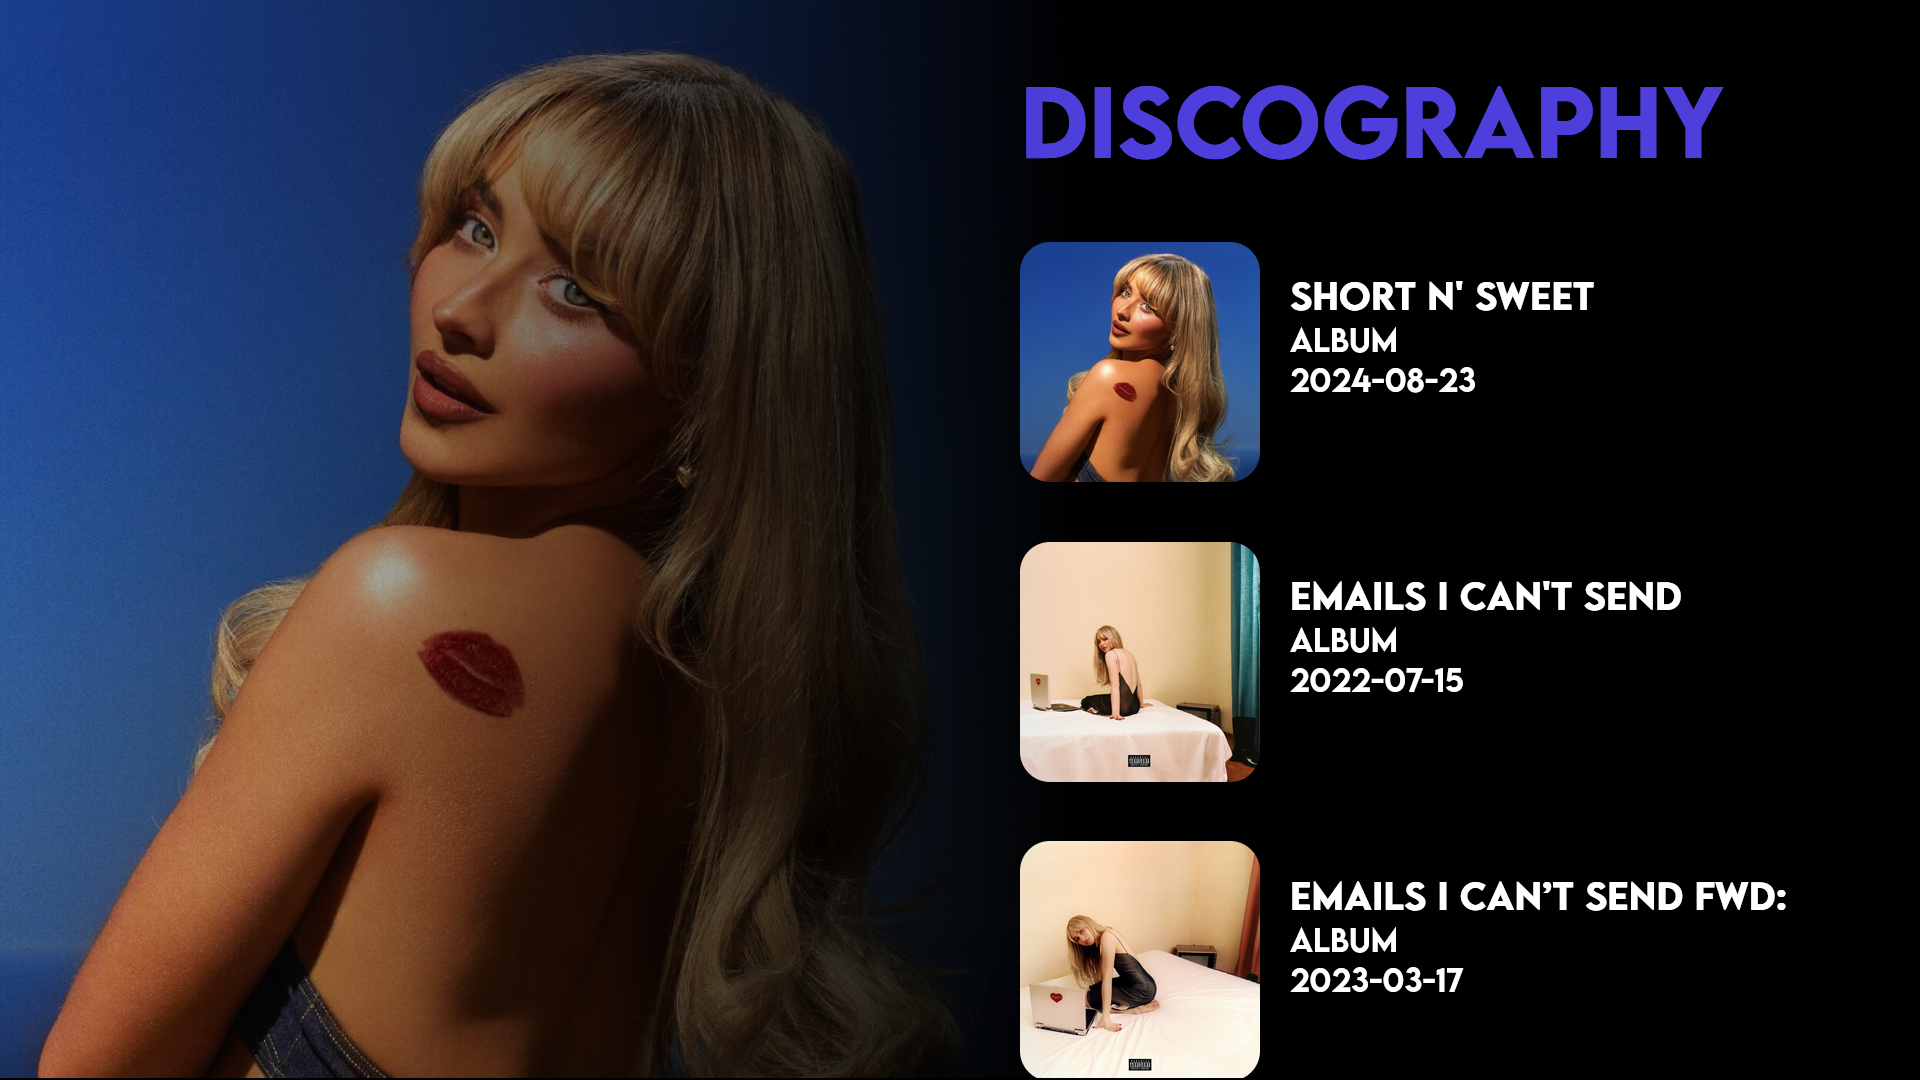 DISCOGRAPHY
SHORT N' SWEET
ALBUM
2024-08-23
EMAILS I CAN'T SEND
ALBUM
2022-07-15
EMAILS I CAN’T SEND FWD:
ALBUM
2023-03-17